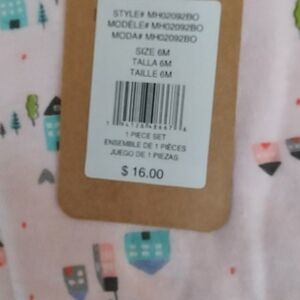 STYLE# MH02092BO
MODÈLE# MH02092BO
MODA# MH02092BO
SIZE 6M
TALLA 6M
TAILLE 6M
1 PIECE SET
ENSEMBLE DE 1 PIÈCES
JUEGO DE 1 PIEZAS
$ 16.00